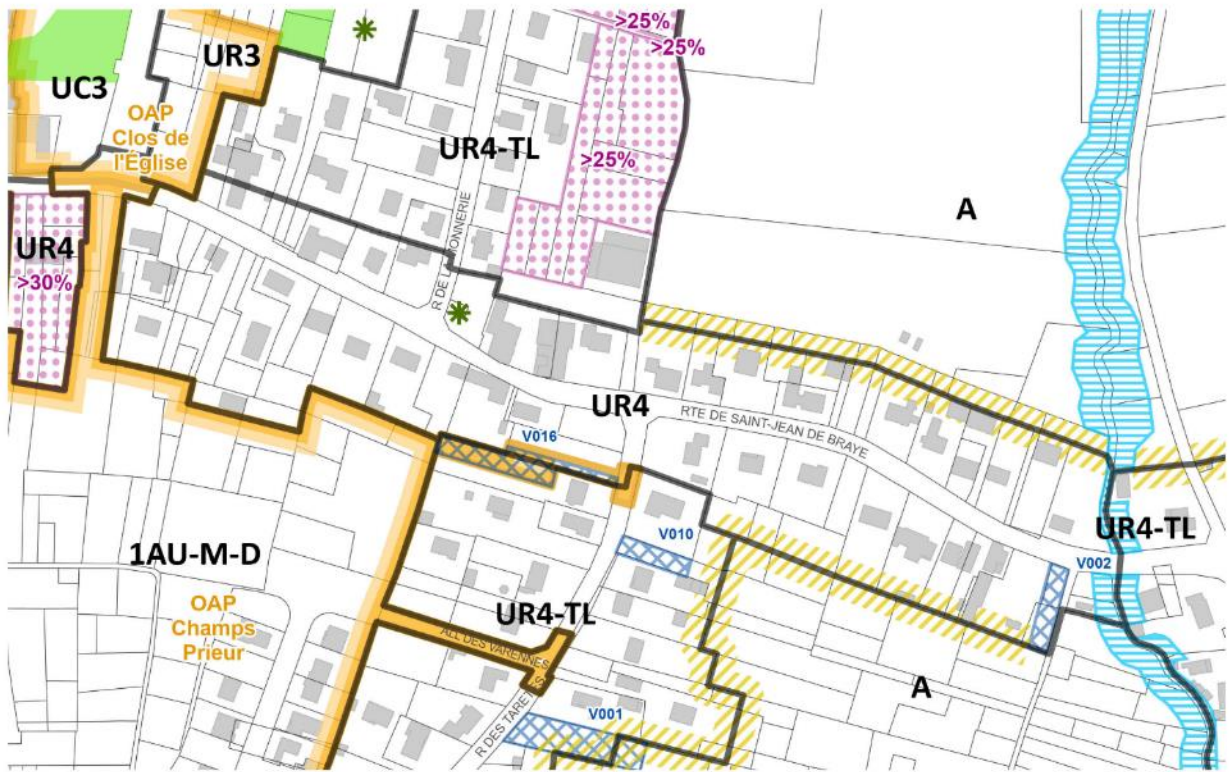 >25%
>25%
UR3
UC3
OAP
Clos de
l'Église
UR4-TL
>25%
A
UR4
>30%
R DE LA
UR4
RTE DE SAINT-JEAN DE BRAYE
V016
1AU-M-D
V010
UR4-TL
V002
OAP
Champs
Prieur
UR4-TL
ALL DES VARENNES
A
V001
R DES